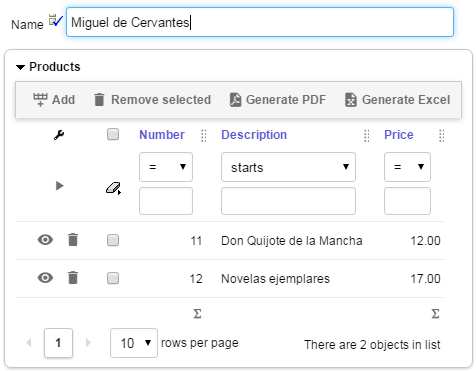 Name Miguel de Cervantes
Products
Add Remove selected Generate PDF Generate Excel
Number Description Price
= starts =
11 Don Quijote de la Mancha 12.00
12 Novelas ejemplares 17.00
Σ Σ
1 10 rows per page There are 2 objects in list